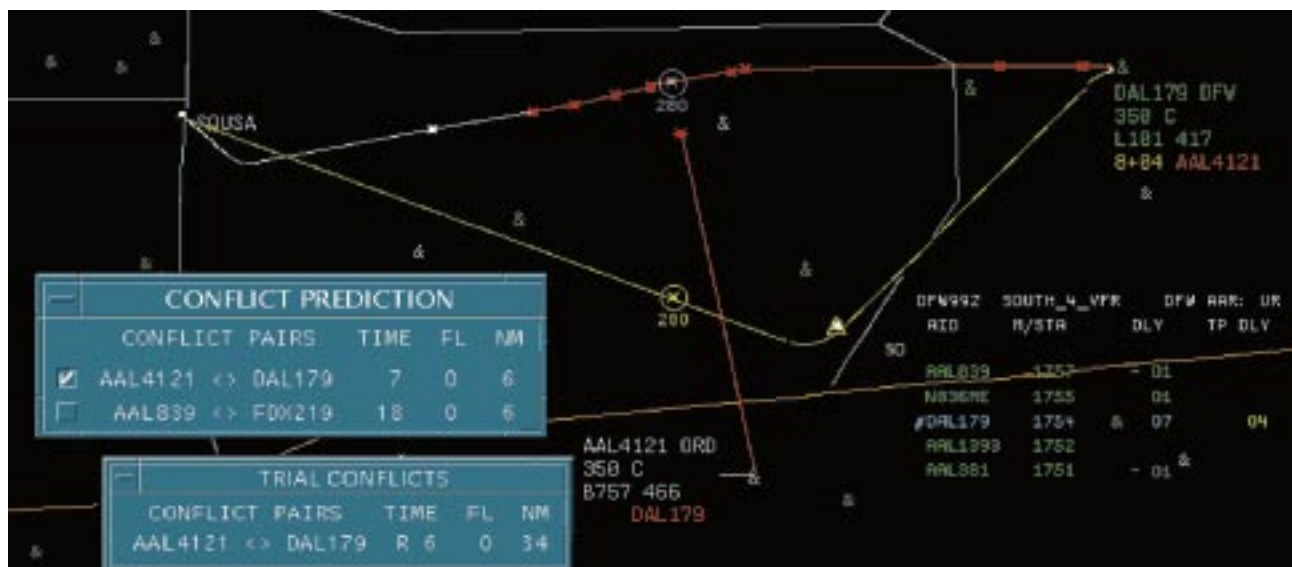 SOUSA
280
DAL179 DFW
350 C
L101 417
8+04 AAL4121
280
CONFLICT PREDICTION
CONFLICT PAIRS TIME FL NM
AAL4121 <> DAL179 7 0 6
AAL839 <> FDX219 18 0 6
TRIAL CONFLICTS
CONFLICT PAIRS TIME FL NM
AAL4121 <> DAL179 R 6 0 34
AAL4121 ORD
350 C
B757 466
DAL179
SOUTH_4_VFR DFW AAR:
AID M/STA DLY TP DLY
AAL839 1757 - 01
N836ME 1755 01
#DAL179 1754 & 07 04
AAL1393 1752
AAL381 1751 - 01